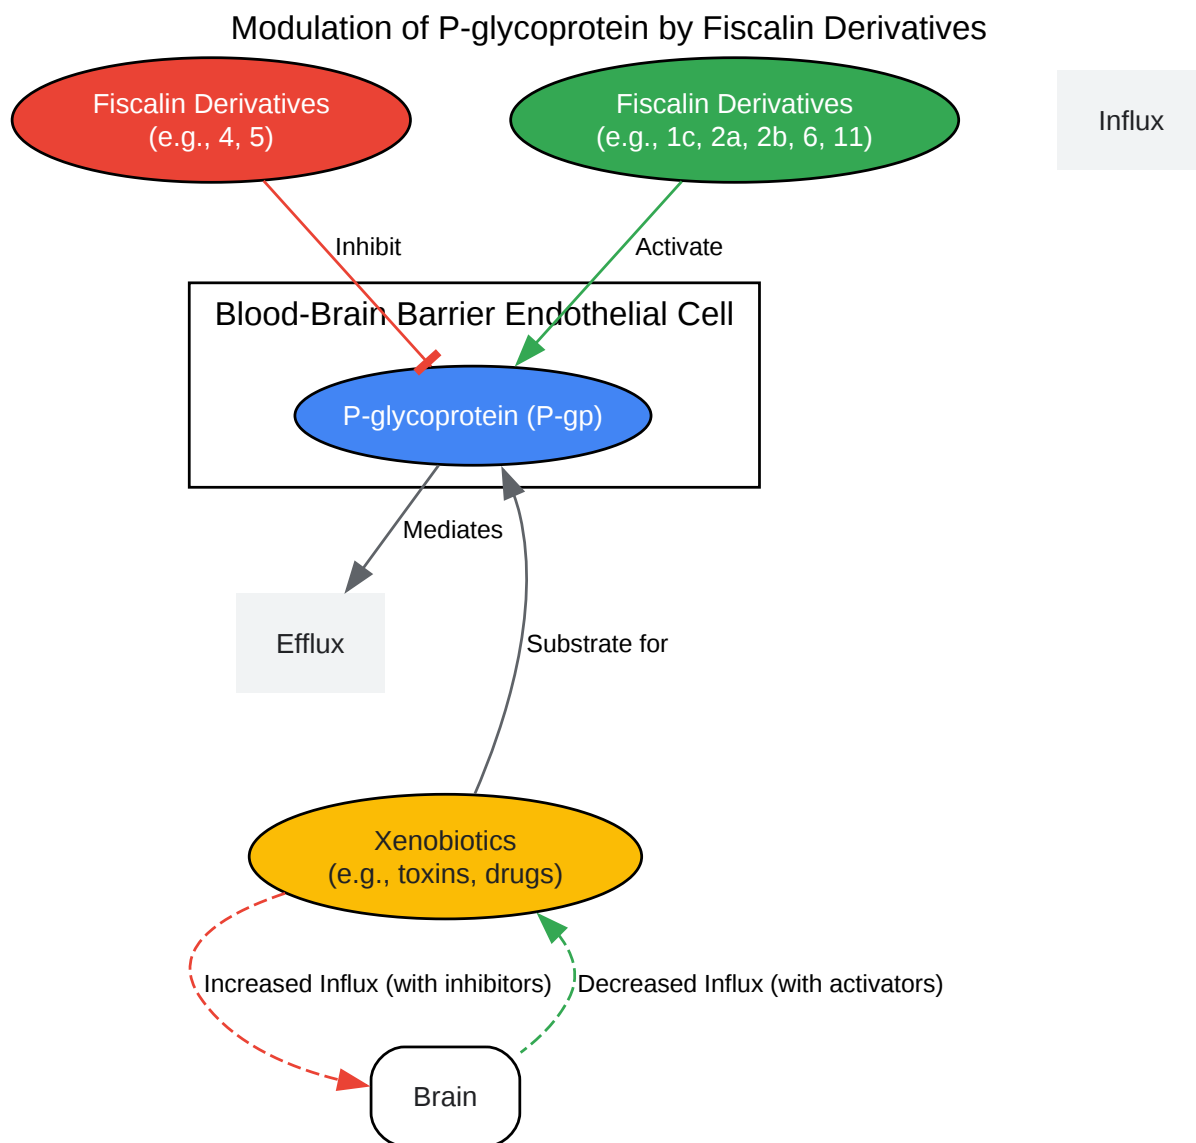 Modulation of P-glycoprotein by Fiscalin Derivatives
Fiscalin Derivatives
(e.g., 4, 5)
Fiscalin Derivatives
(e.g., 1c, 2a, 2b, 6, 11)
Influx
Inhibit
Activate
Blood-Brain Barrier Endothelial Cell
P-glycoprotein (P-gp)
Mediates
Efflux
Substrate for
Xenobiotics
(e.g., toxins, drugs)
Increased Influx (with inhibitors)
Decreased Influx (with activators)
Brain